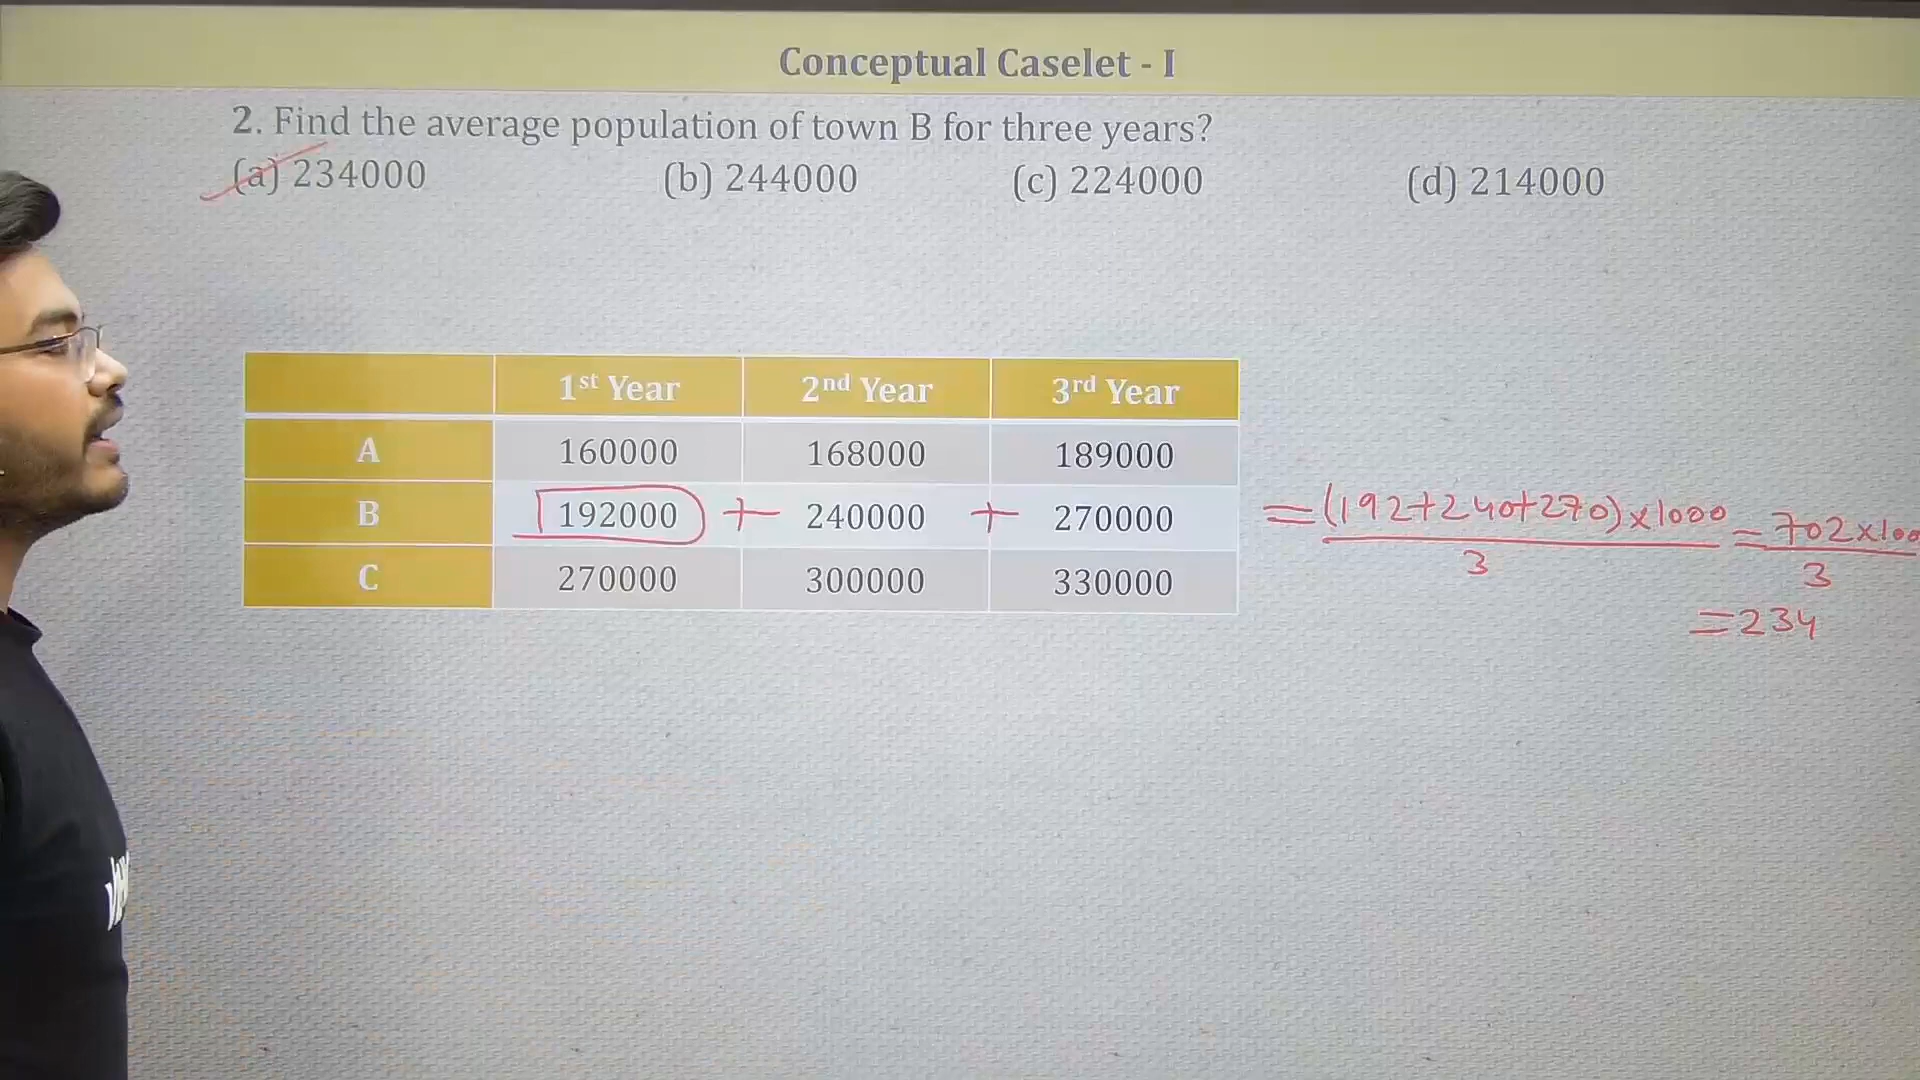 Conceptual Caselet - I
2. Find the average population of town B for three years?
(a) 234000 (b) 244000 (c) 224000 (d) 214000
1st Year 2nd Year 3rd Year
A 160000 168000 189000
B 192000 + 240000 + 270000 = (192+240+270)x1000 = 702x100
3 3
C 270000 300000 330000
=234